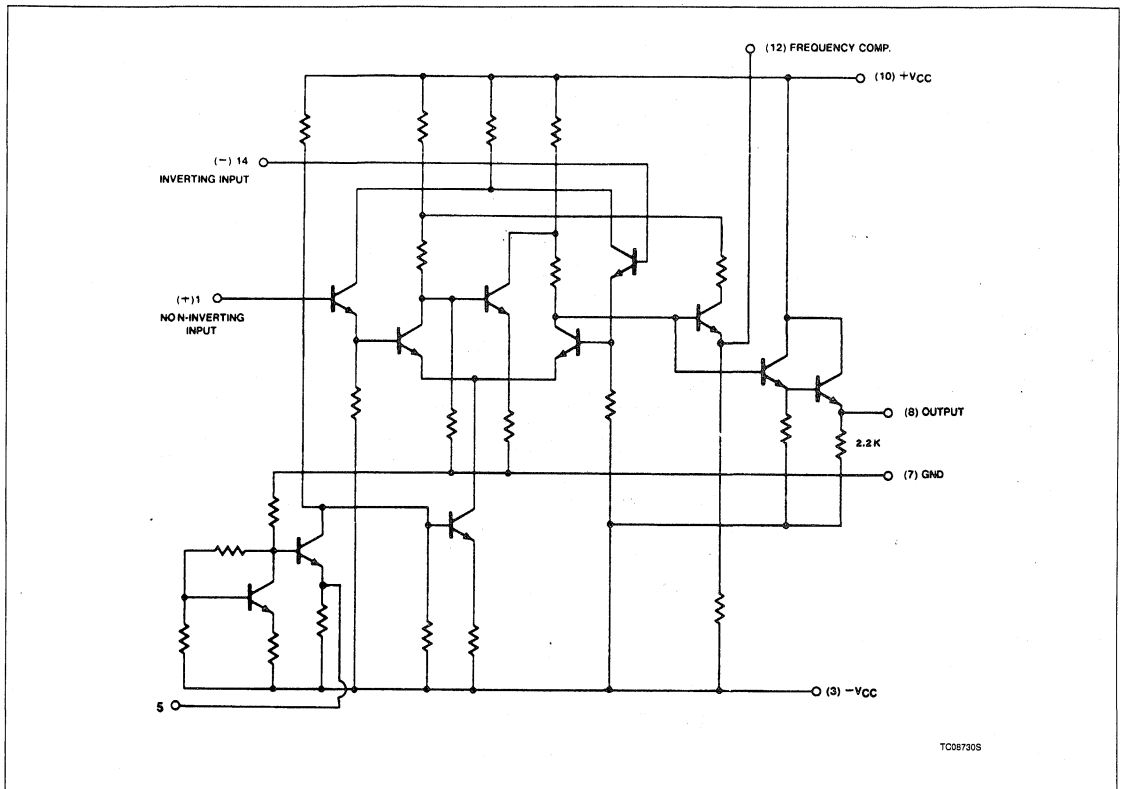 (12) FREQUENCY COMP.
(10) +VCC
(−) 14
INVERTING INPUT
(+)1
NON-INVERTING
INPUT
(8) OUTPUT
2.2 K
(7) GND
(3) −VCC
5
TC08730S